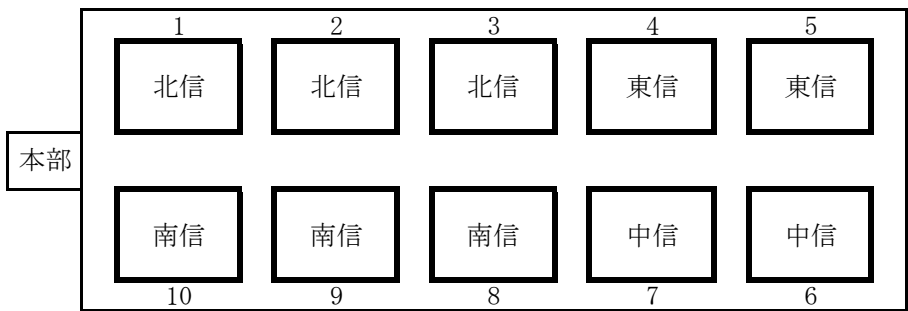 1 2 3 4 5
北信 北信 北信 東信 東信
本部
南信 南信 南信 中信 中信
10 9 8 7 6